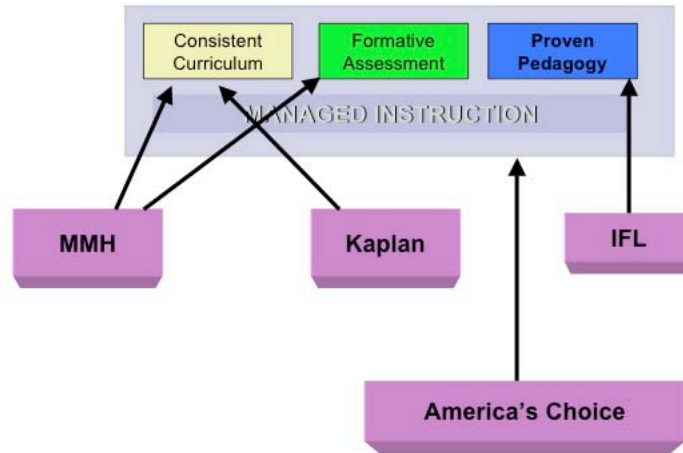 Consistent
Curriculum
Formative
Assessment
Proven
Pedagogy
MANAGED INSTRUCTION
MMH
Kaplan
IFL
America's Choice